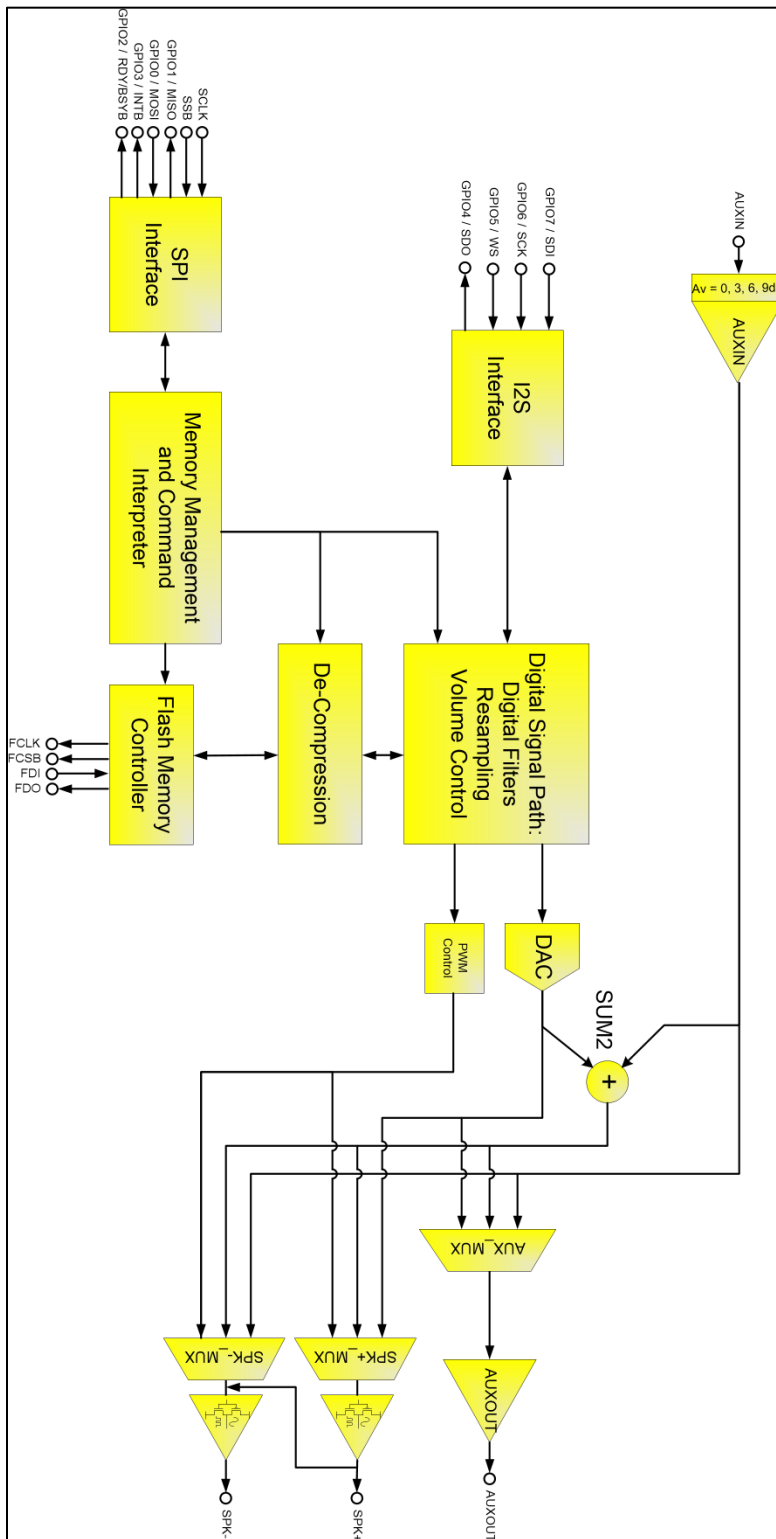 AUXIN
Av = 0, 3, 6, 9d
AUXIN
GPIO7 / SDI
GPIO6 / SCK
GPIO5 / WS
GPIO4 / SDO
I2S
Interface
SCLK
SSB
GPIO1 / MISO
GPIO0 / MOSI
GPIO3 / INTB
GPIO2 / RDY/BSYB
SPI
Interface
Memory Management
and Command
Interpreter
Digital Signal Path:
Digital Filters
Resampling
Volume Control
De-Compression
Flash Memory
Controller
FCLK
FCSB
FDI
FDO
DAC
PWM
Control
SUM2
+
AUX_MUX
SPK+_MUX
SPK-_MUX
AUXOUT
AUXOUT
SPK+
SPK-